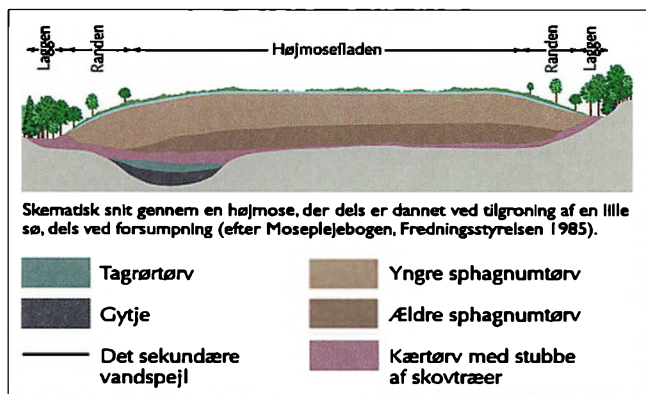 Laggen
Randen
Højmosefladen
Randen
Laggen
Skematisk snit gennem en højmose, der dels er dannet ved tilgroning af en lille
sø, dels ved forsumpning (efter Moseplejebogen, Fredningsstyrelsen 1985).
Tagrørtørv
Gytje
Det sekundære
vandspejl
Yngre sphagnumtørv
Ældre sphagnumtørv
Kærtørv med stubbe
af skovtræer